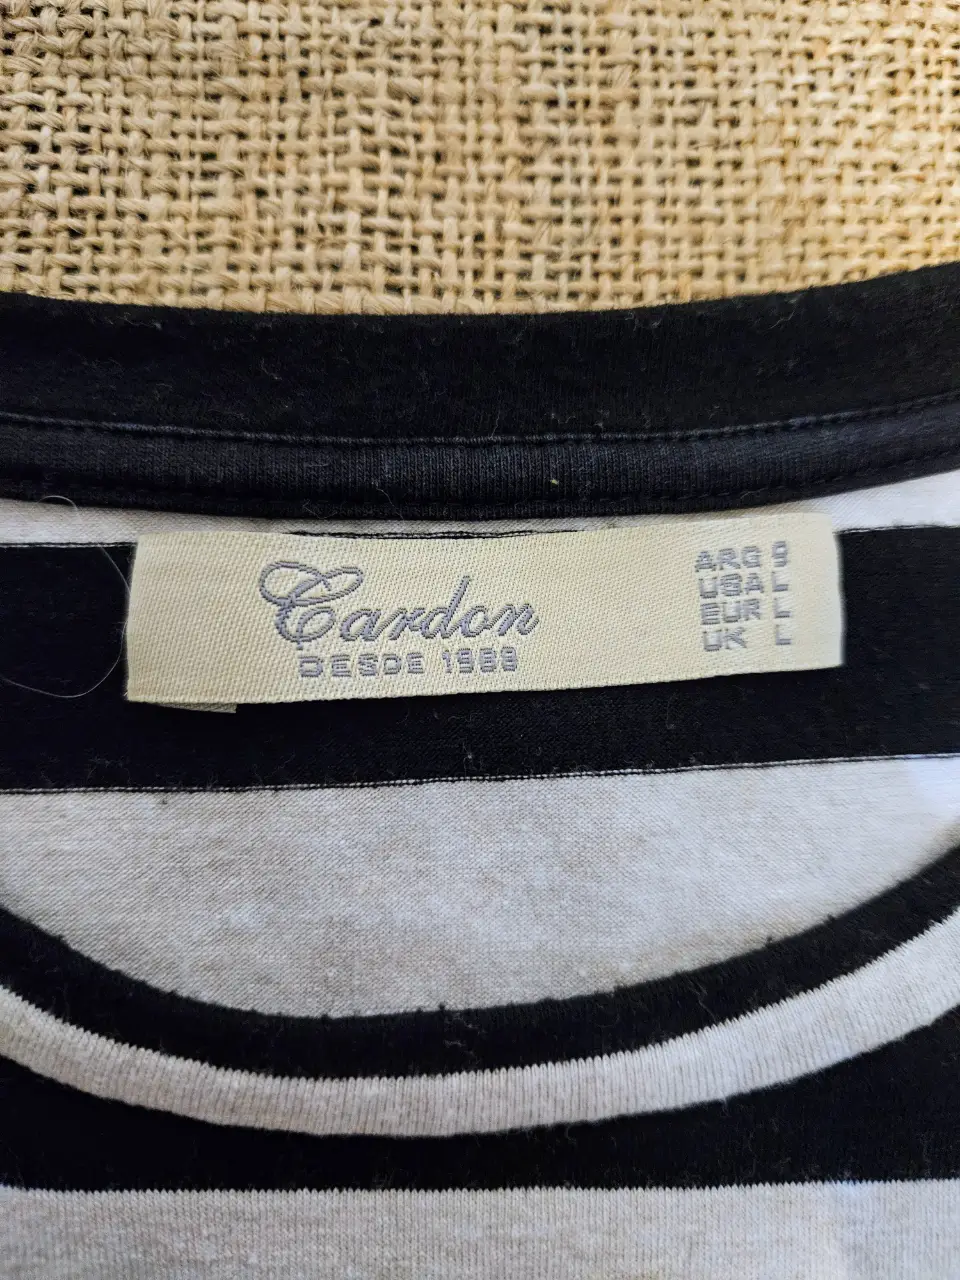 Cardon
DESDE 1988
ARG 9
USA L
EUR L
UK L